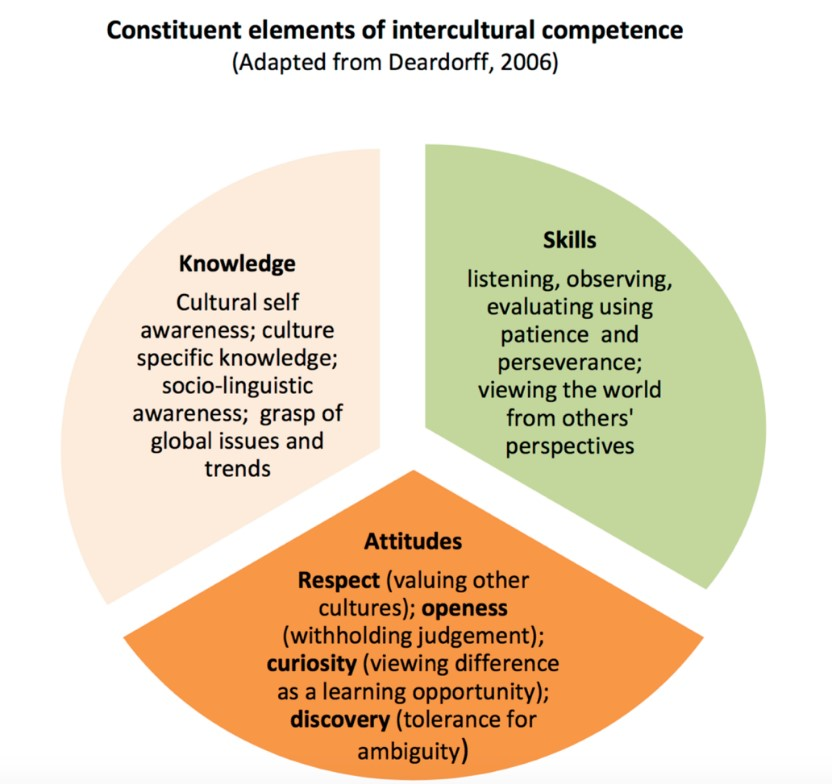 Constituent elements of intercultural competence
(Adapted from Deardorff, 2006)
Knowledge
Cultural self
awareness; culture
specific knowledge;
socio-linguistic
awareness;  grasp of
global issues and
trends
Skills
listening, observing,
evaluating using
patience  and
perseverance;
viewing the world
from others'
perspectives
Attitudes
Respect (valuing other
cultures); openess
(withholding judgement);
curiosity (viewing difference
as a learning opportunity);
discovery (tolerance for
ambiguity)